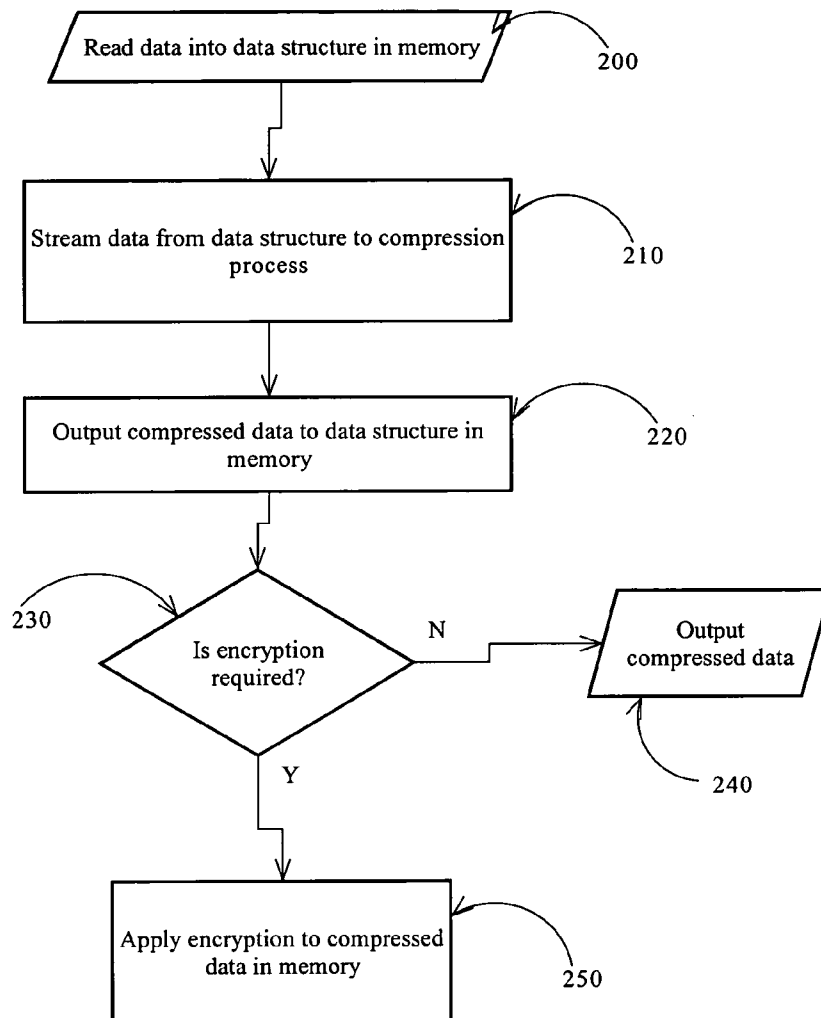 Read data into data structure in memory
200
Stream data from data structure to compression
process
210
Output compressed data to data structure in
memory
220
230
Is encryption
required?
N
Output
compressed data
240
Y
Apply encryption to compressed
data in memory
250